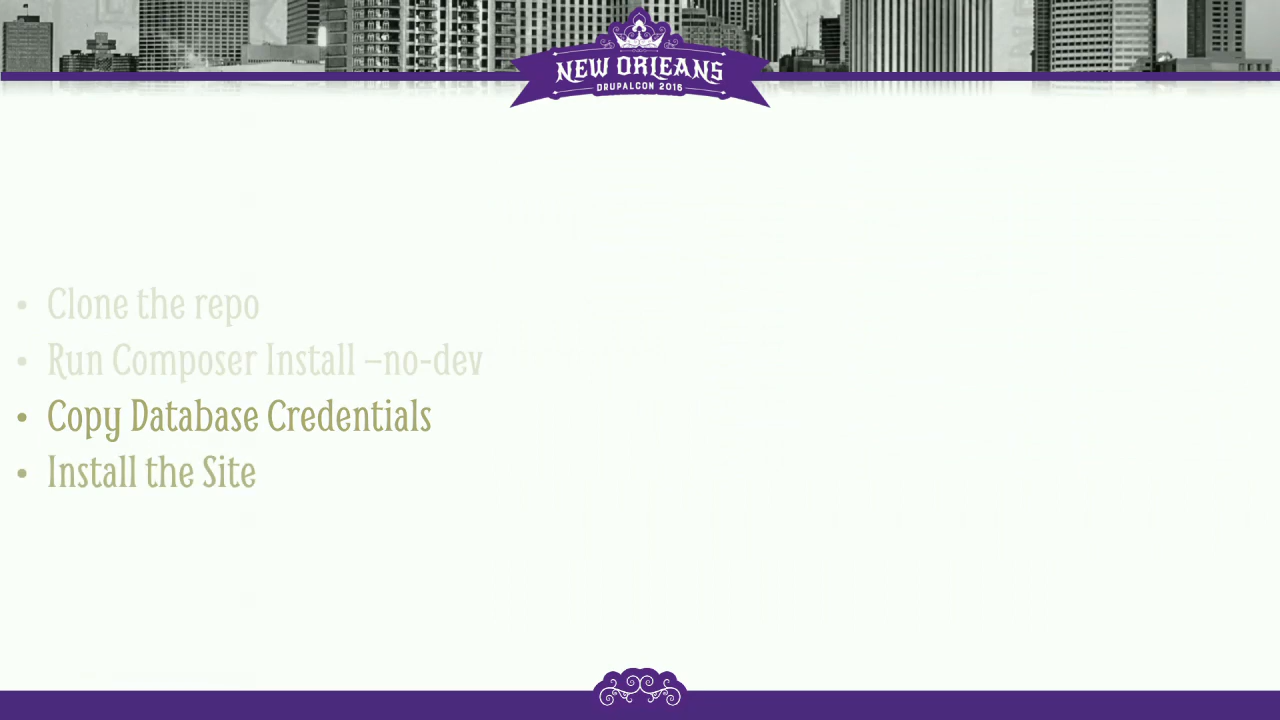 NEW ORLEANS
DRUPALCON 2016
• Clone the repo
• Run Composer Install –no-dev
• Copy Database Credentials
• Install the Site